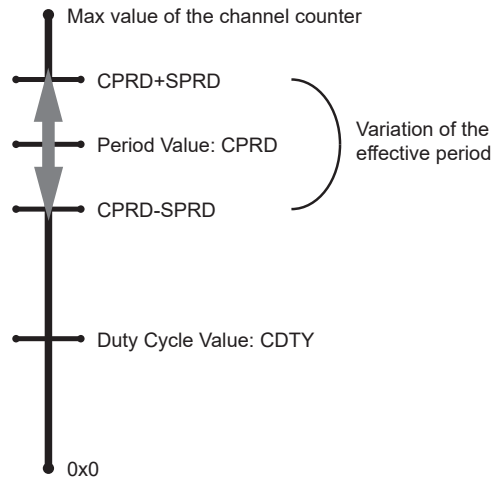 Max value of the channel counter
CPRD+SPRD
Period Value: CPRD
Variation of the
effective period
CPRD-SPRD
Duty Cycle Value: CDTY
0x0